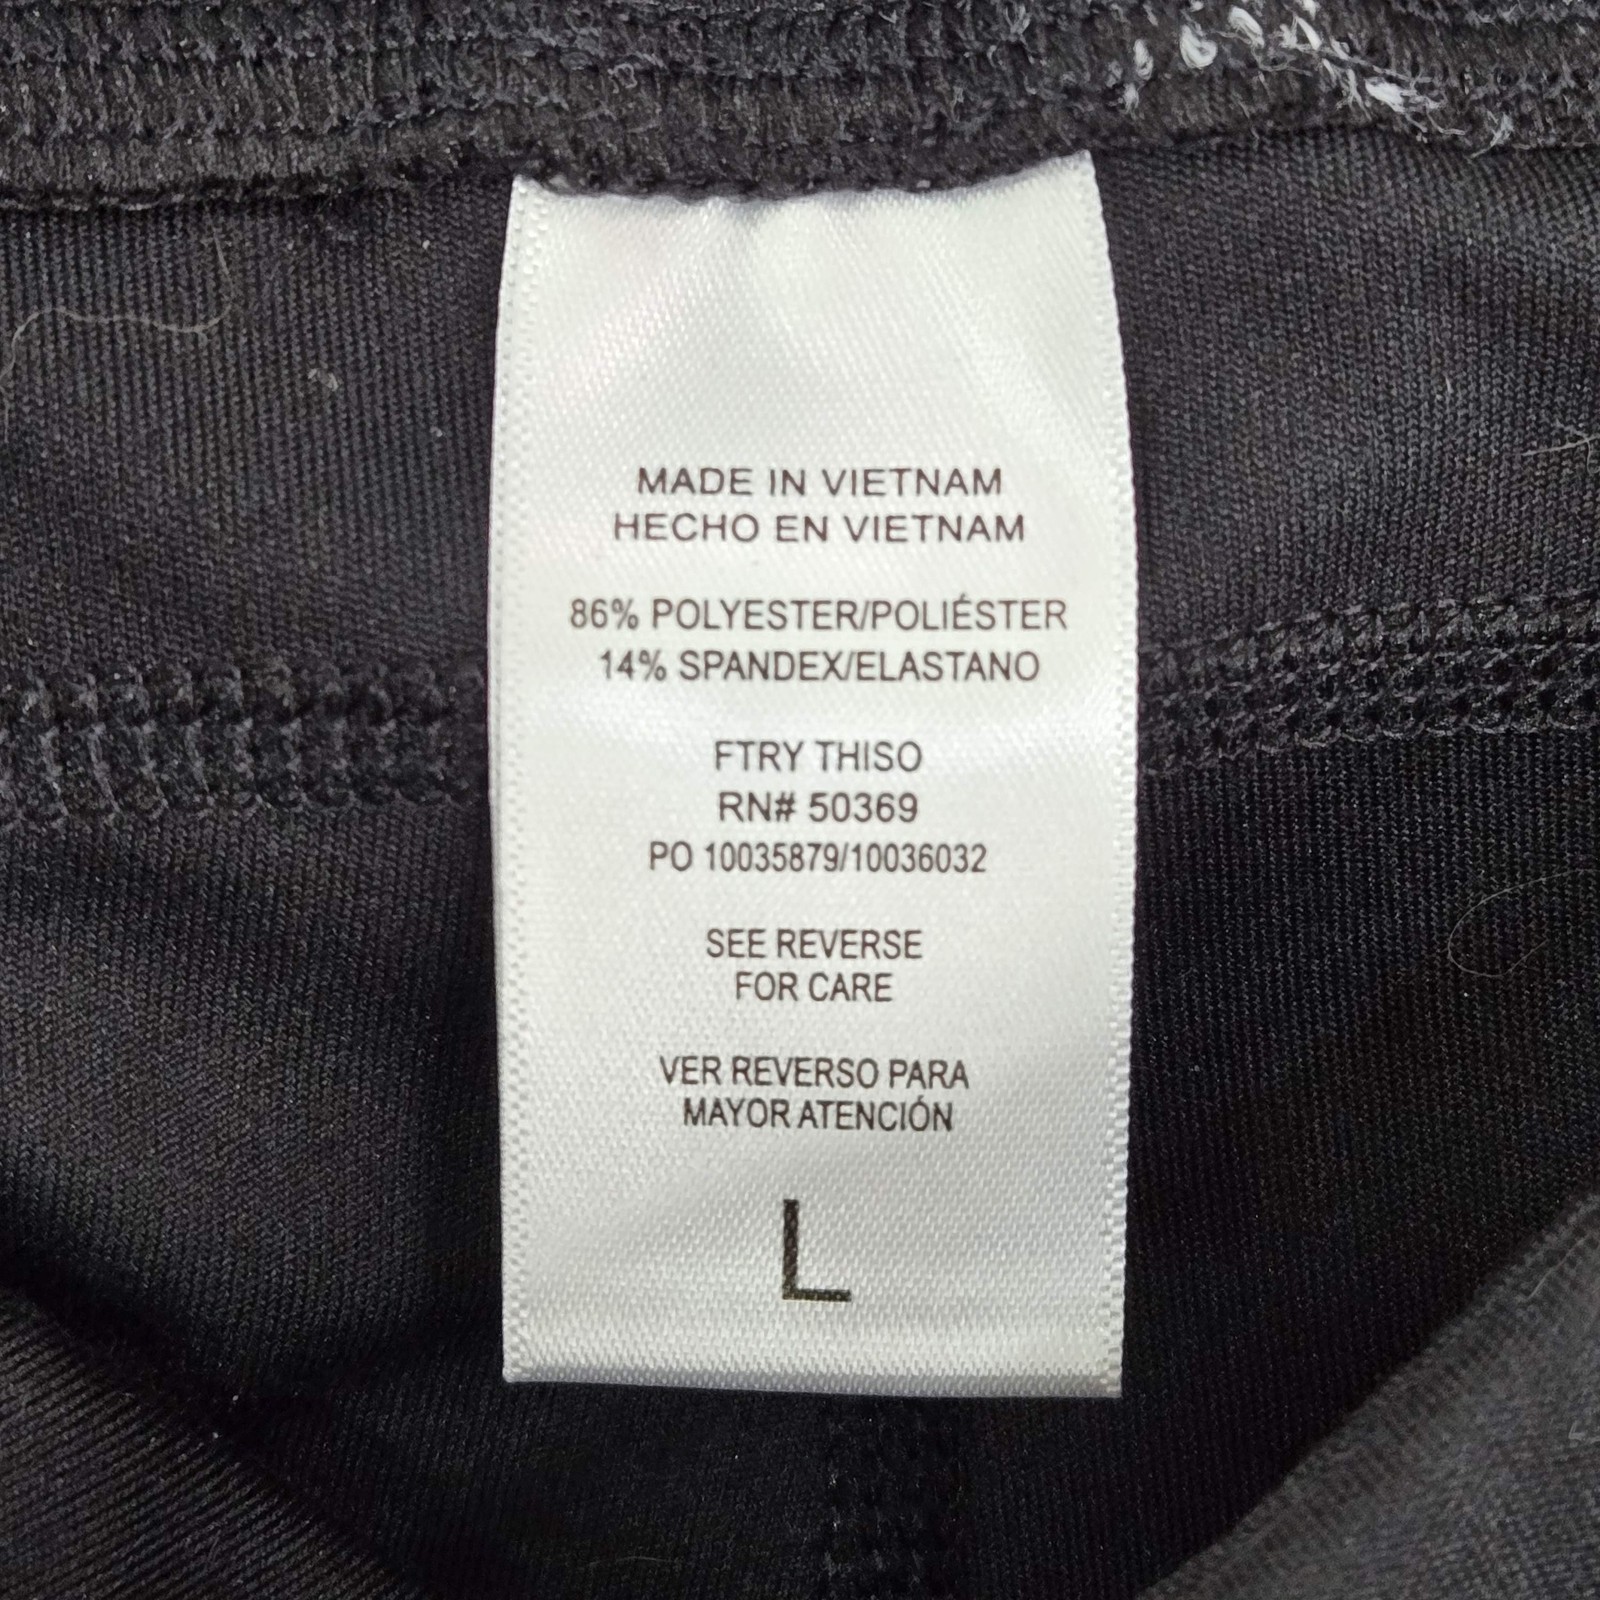 MADE IN VIETNAM
HECHO EN VIETNAM
86% POLYESTER/POLIÉSTER
14% SPANDEX/ELASTANO
FTRY THISO
RN# 50369
PO 10035879/10036032
SEE REVERSE
FOR CARE
VER REVERSO PARA
MAYOR ATENCIÓN
L